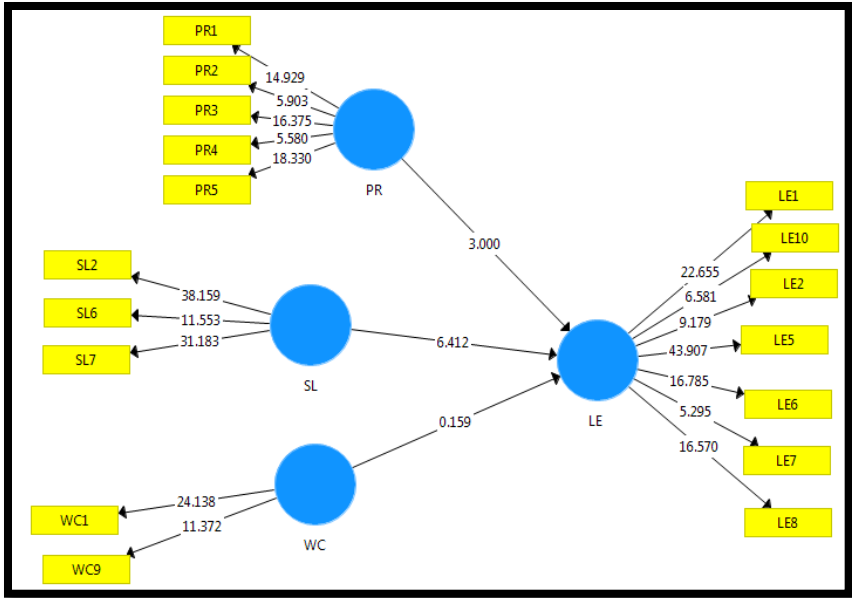 PR1
PR2
PR3
PR4
PR5
14.929
5.903
16.375
5.580
18.330
PR
3.000
SL2
SL6
SL7
38.159
11.553
31.183
SL
6.412
WC1
WC9
24.138
11.372
WC
0.159
LE
22.655
6.581
9.179
43.907
16.785
5.295
16.570
LE1
LE10
LE2
LE5
LE6
LE7
LE8